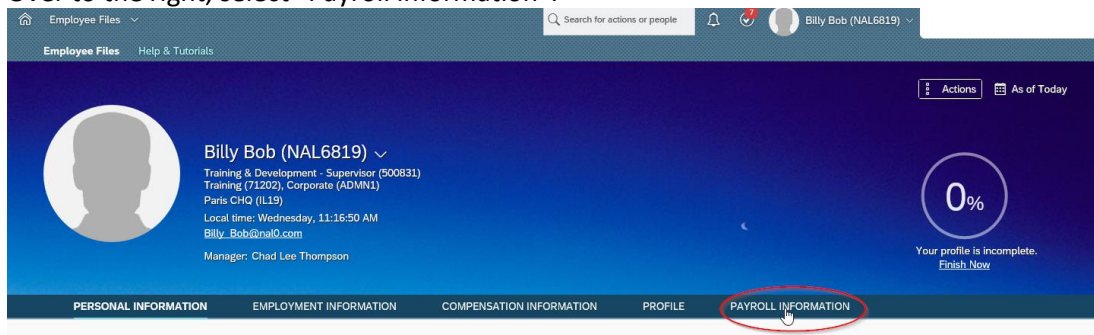 Over to the right, select "Payroll Information".
Employee Files
Search for actions or people
7
Billy Bob (NAL6819)
Employee Files Help & Tutorials
Actions As of Today
Billy Bob (NAL6819)
Training & Development - Supervisor (500831)
Training (71202), Corporate (ADMN1)
Paris CHQ (IL19)
Local time: Wednesday, 11:16:50 AM
Billy_Bob@nal0.com
Manager: Chad Lee Thompson
0%
Your profile is incomplete.
Finish Now
PERSONAL INFORMATION EMPLOYMENT INFORMATION COMPENSATION INFORMATION PROFILE PAYROLL INFORMATION